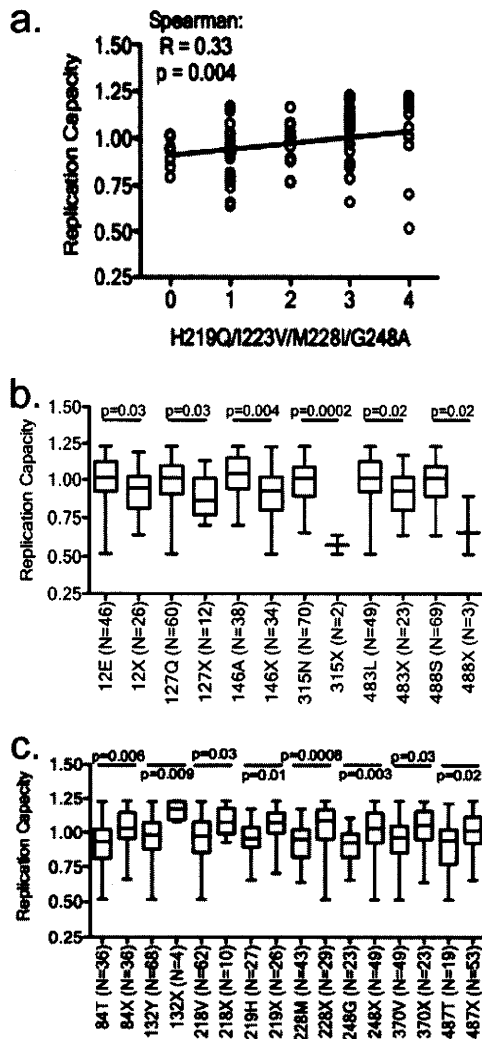 a.
Spearman:
R = 0.33
p = 0.004
Replication Capacity
1.50
1.25
1.00
0.75
0.50
0.25
0 1 2 3 4
H219Q/I223V/M228I/G248A
b.
p=0.03 p=0.03 p=0.004 p=0.0002 p=0.02 p=0.02
Replication Capacity
1.50
1.25
1.00
0.75
0.50
0.25
12E (N=46)
12X (N=26)
127Q (N=60)
127X (N=12)
146A (N=38)
146X (N=34)
315N (N=70)
315X (N=2)
483L (N=49)
483X (N=23)
488S (N=69)
488X (N=3)
c.
p=0.006 p=0.03 p=0.0008 p=0.03
p=0.009 p=0.01 p=0.003 p=0.02
Replication Capacity
1.50
1.25
1.00
0.75
0.50
0.25
84T (N=36)
84X (N=36)
132Y (N=68)
132X (N=4)
218V (N=62)
218X (N=10)
219H (N=27)
219X (N=26)
228M (N=43)
228X (N=29)
248G (N=23)
248X (N=49)
370V (N=49)
370X (N=23)
487T (N=19)
487X (N=53)